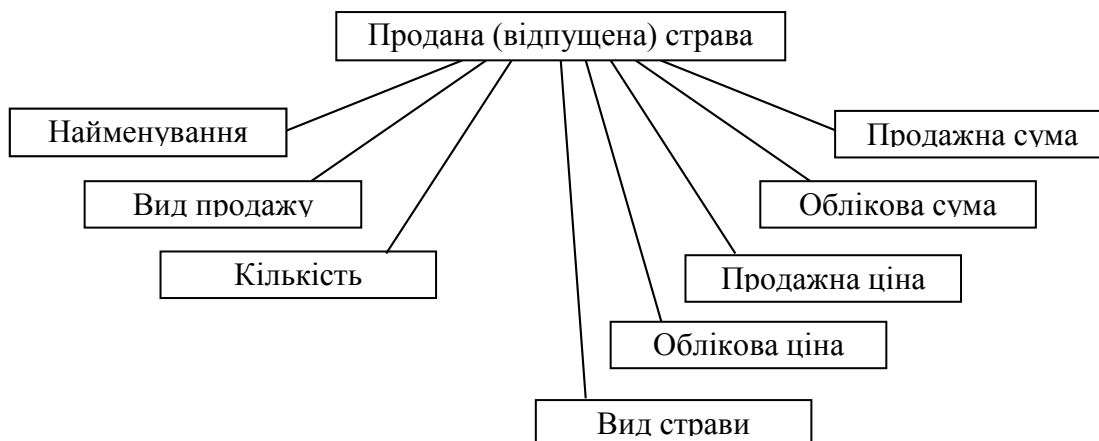 Продана (відпущена) страва
Найменування
Продажна сума
Вид продажу
Облікова сума
Кількість
Продажна ціна
Облікова ціна
Вид страви